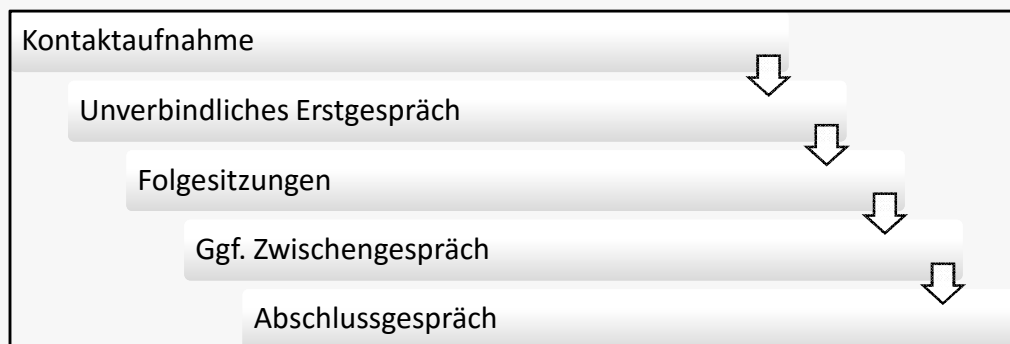 Kontaktaufnahme
Unverbindliches Erstgespräch
Folgesitzungen
Ggf. Zwischengespräch
Abschlussgespräch